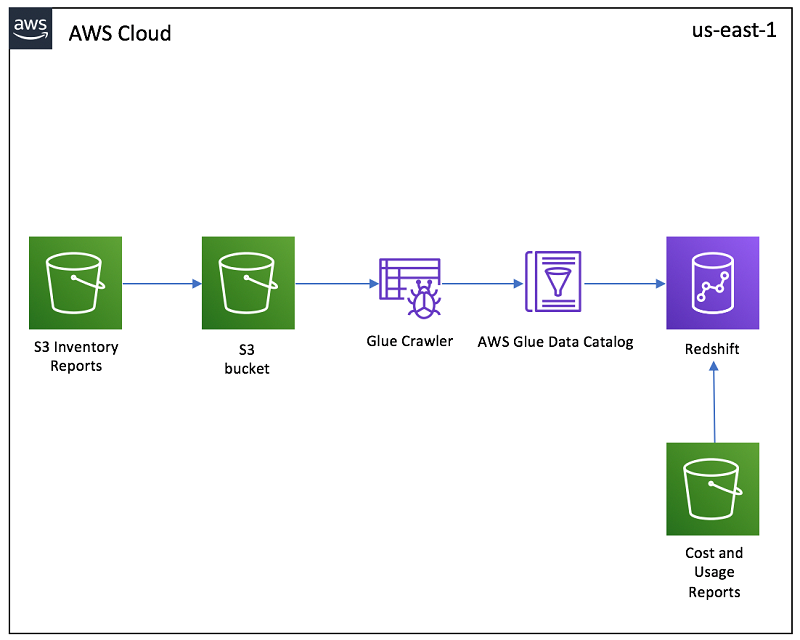 aws
AWS Cloud
us-east-1
S3 Inventory
Reports
S3
bucket
Glue Crawler
AWS Glue Data Catalog
Redshift
Cost and
Usage
Reports